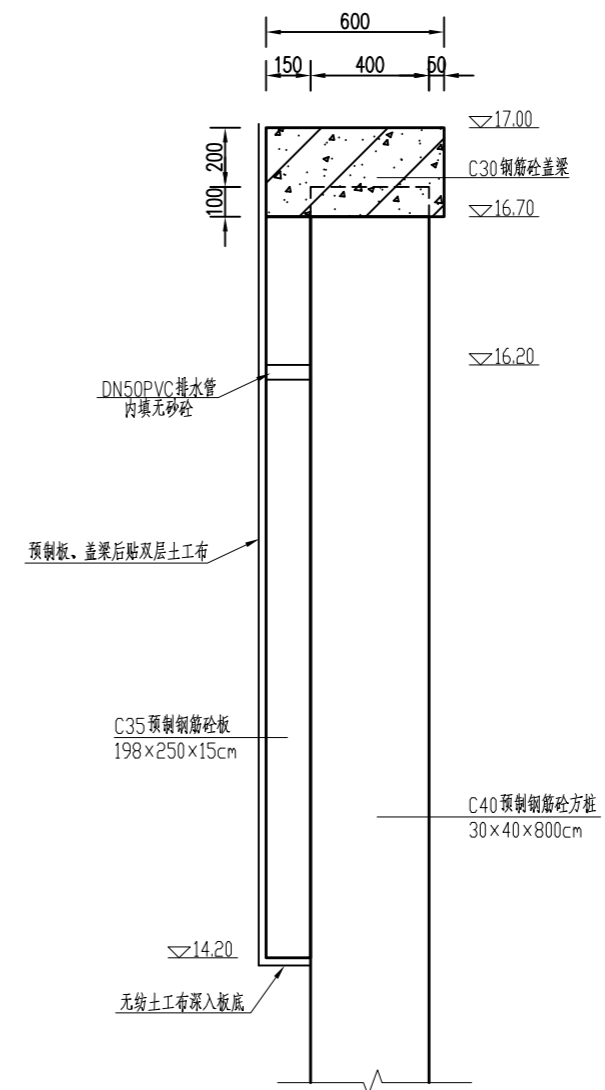 600
150 400 50
17.00
200
C30钢筋砼盖梁
100
16.70
16.20
DN50PVC排水管
内填无砂砼
预制板、盖梁后贴双层土工布
C35预制钢筋砼板
198×250×15cm
C40预制钢筋砼方桩
30×40×800cm
14.20
无纺土工布深入板底